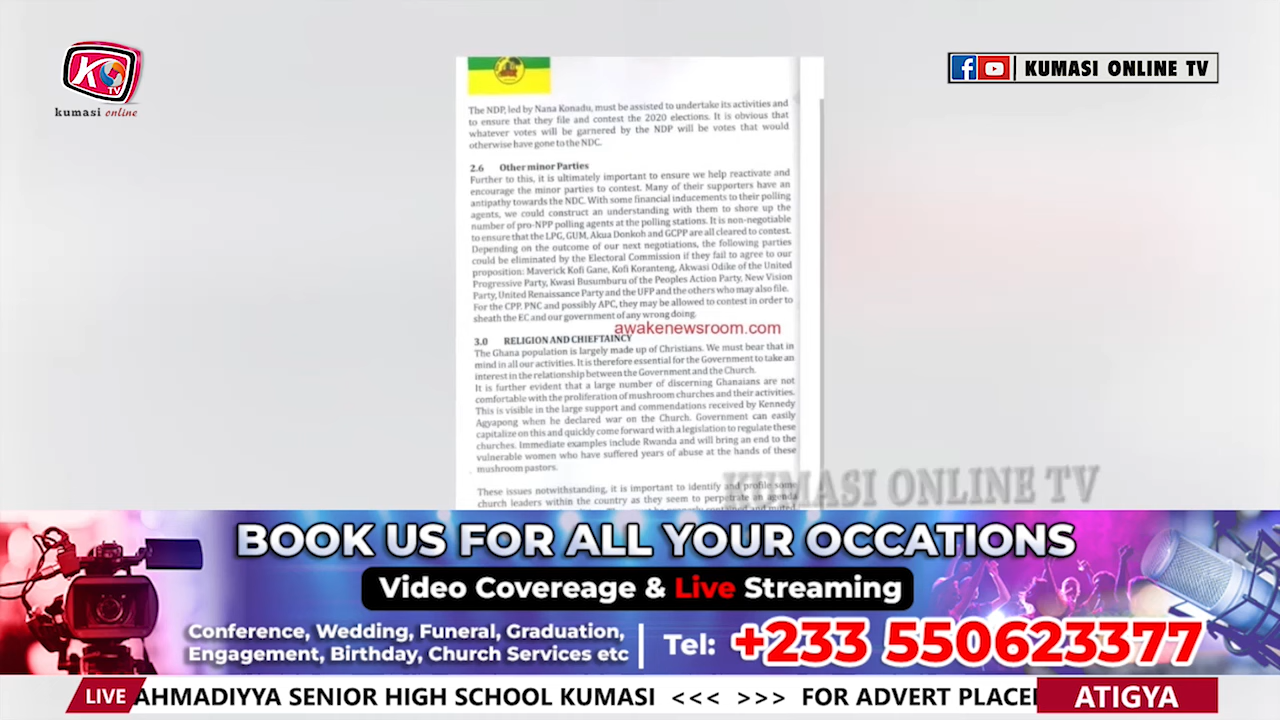 K
TV
kumasi online
KUMASI ONLINE TV
The NDP, led by Nana Konadu, must be assisted to undertake its activities and
to ensure that they file and contest the 2020 elections. It is obvious that
whatever votes will be garnered by the NDP will be votes that would
otherwise have gone to the NDC.
2.6 Other minor Parties
Further to this, it is ultimately important to ensure we help reactivate and
encourage the minor parties to contest. Many of their supporters have an
antipathy towards the NDC. With some financial inducements to their polling
agents, we could construct an understanding with them to shore up the
number of pro-NPP polling agents at the polling stations. It is non-negotiable
to ensure that the LPG, GUM, Akua Donkoh and GCPP are all cleared to contest.
Depending on the outcome of our next negotiations, the following parties
could be eliminated by the Electoral Commission if they fail to agree to our
proposition: Maverick Kofi Gane, Kofi Koranteng, Akwasi Odike of the United
Progressive Party, Kwasi Busumburu of the Peoples Action Party, New Vision
Party, United Renaissance Party and the UFP and the others who may also file.
For the CPP, PNC and possibly APC, they may be allowed to contest in order to
sheath the EC and our government of any wrong doing.
awakenewsroom.com
3.0 RELIGION AND CHIEFTAINCY
The Ghana population is largely made up of Christians. We must bear that in
mind in all our activities. It is therefore essential for the Government to take an
interest in the relationship between the Government and the Church.
It is further evident that a large number of discerning Ghanaians are not
comfortable with the proliferation of mushroom churches and their activities.
This is visible in the large support and commendations received by Kennedy
Agyapong when he declared war on the Church. Government can easily
capitalize on this and quickly come forward with a legislation to regulate these
churches. Immediate examples include Rwanda and will bring an end to the
vulnerable women who have suffered years of abuse at the hands of these
mushroom pastors.
These issues notwithstanding, it is important to identify and profile some
church leaders within the country as they seem to perpetrate an agenda
KUMASI ONLINE TV
BOOK US FOR ALL YOUR OCCATIONS
Video Covereage & Live Streaming
Conference, Wedding, Funeral, Graduation,
Engagement, Birthday, Church Services etc
Tel: +233 550623377
LIVE AHMADIYYA SENIOR HIGH SCHOOL KUMASI <<< >>> FOR ADVERT PLACE ATIGYA